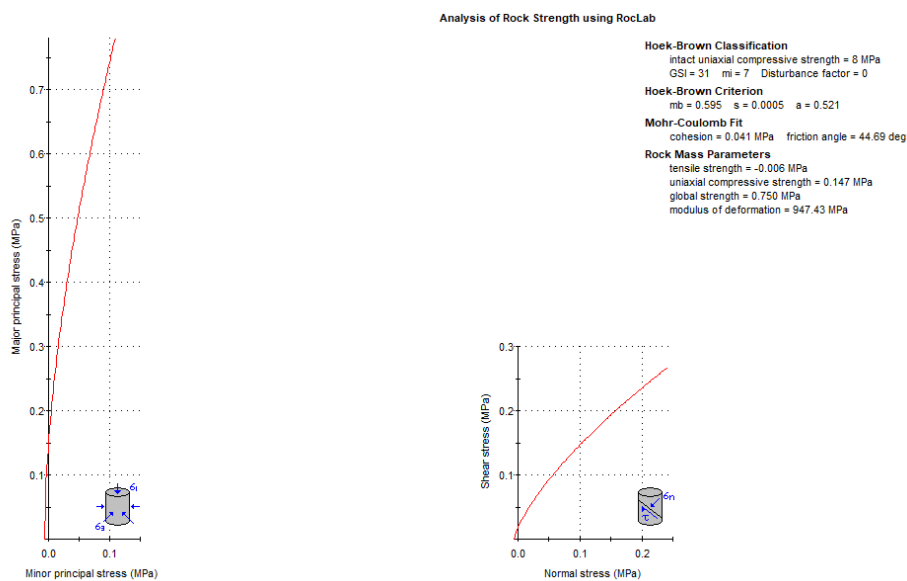 Analysis of Rock Strength using RocLab
Hoek-Brown Classification
intact uniaxial compressive strength = 8 MPa
GSI = 31 mi = 7 Disturbance factor = 0
Hoek-Brown Criterion
mb = 0.595 s = 0.0005 a = 0.521
Mohr-Coulomb Fit
cohesion = 0.041 MPa friction angle = 44.69 deg
Rock Mass Parameters
tensile strength = -0.006 MPa
uniaxial compressive strength = 0.147 MPa
global strength = 0.750 MPa
modulus of deformation = 947.43 MPa
Major principal stress (MPa)
0.7
0.6
0.5
0.4
0.3
0.2
0.1
σ1
σ3
0.0 0.1
Minor principal stress (MPa)
Shear stress (MPa)
0.3
0.2
0.1
σn
τ
0.0 0.1 0.2
Normal stress (MPa)